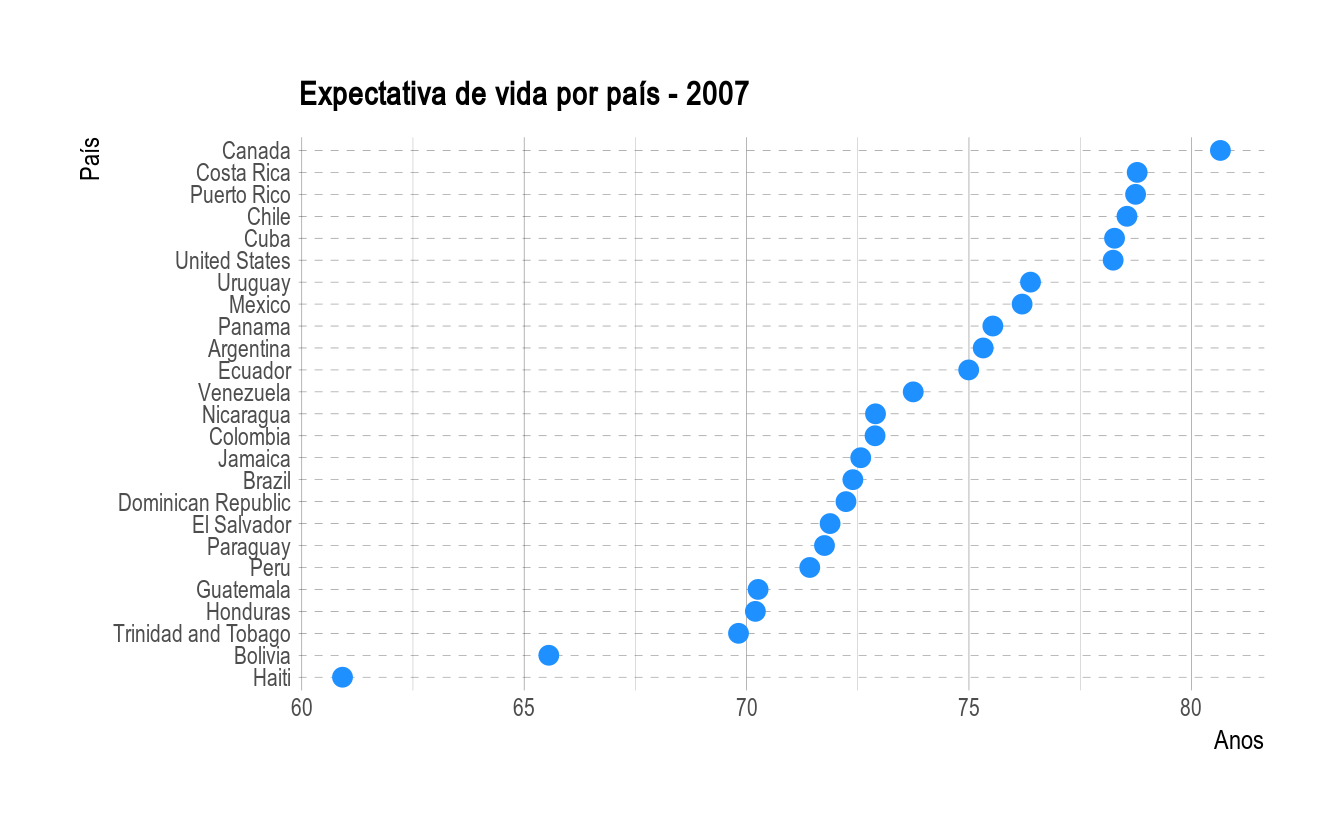 Expectativa de vida por país - 2007
País
Canada
Costa Rica
Puerto Rico
Chile
Cuba
United States
Uruguay
Mexico
Panama
Argentina
Ecuador
Venezuela
Nicaragua
Colombia
Jamaica
Brazil
Dominican Republic
El Salvador
Paraguay
Peru
Guatemala
Honduras
Trinidad and Tobago
Bolivia
Haiti
60 65 70 75 80
Anos